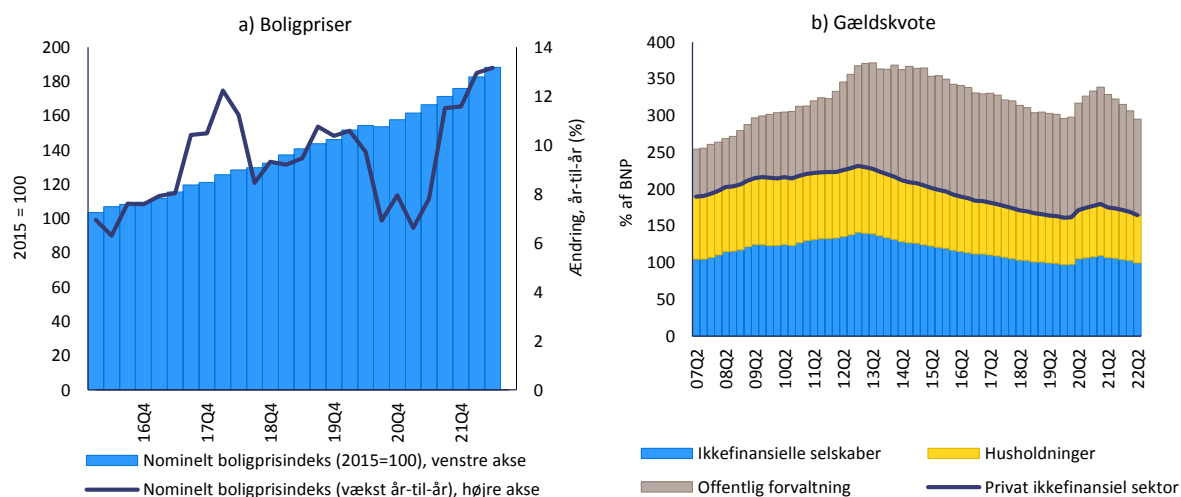 a) Boligpriser
2015 = 100
200
180
160
140
120
100
80
60
40
20
0
14
12
10
8
6
4
2
0
Ændring, år-til-år (%)
16Q4
17Q4
18Q4
19Q4
20Q4
21Q4
Nominelt boligprisindeks (2015=100), venstre akse
Nominelt boligprisindeks (vækst år-til-år), højre akse
b) Gældskvote
% af BNP
400
350
300
250
200
150
100
50
0
07Q2
08Q2
09Q2
10Q2
11Q2
12Q2
13Q2
14Q2
15Q2
16Q2
17Q2
18Q2
19Q2
20Q2
21Q2
22Q2
Ikkefinansielle selskaber
Husholdninger
Offentlig forvaltning
Privat ikkefinansiel sektor